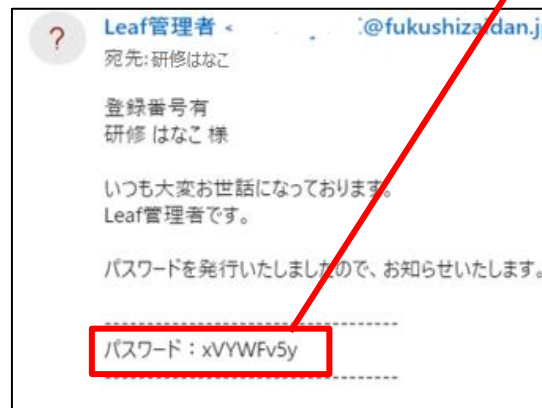 ?
Leaf管理者 < @fukushizaidan.j
宛先:研修はなこ
登録番号有
研修 はなこ 様
いつも大変お世話になっております。
Leaf管理者です。
パスワードを発行いたしましたので、お知らせいたします。
-----------------------------------
パスワード：xVYWFv5y
-----------------------------------